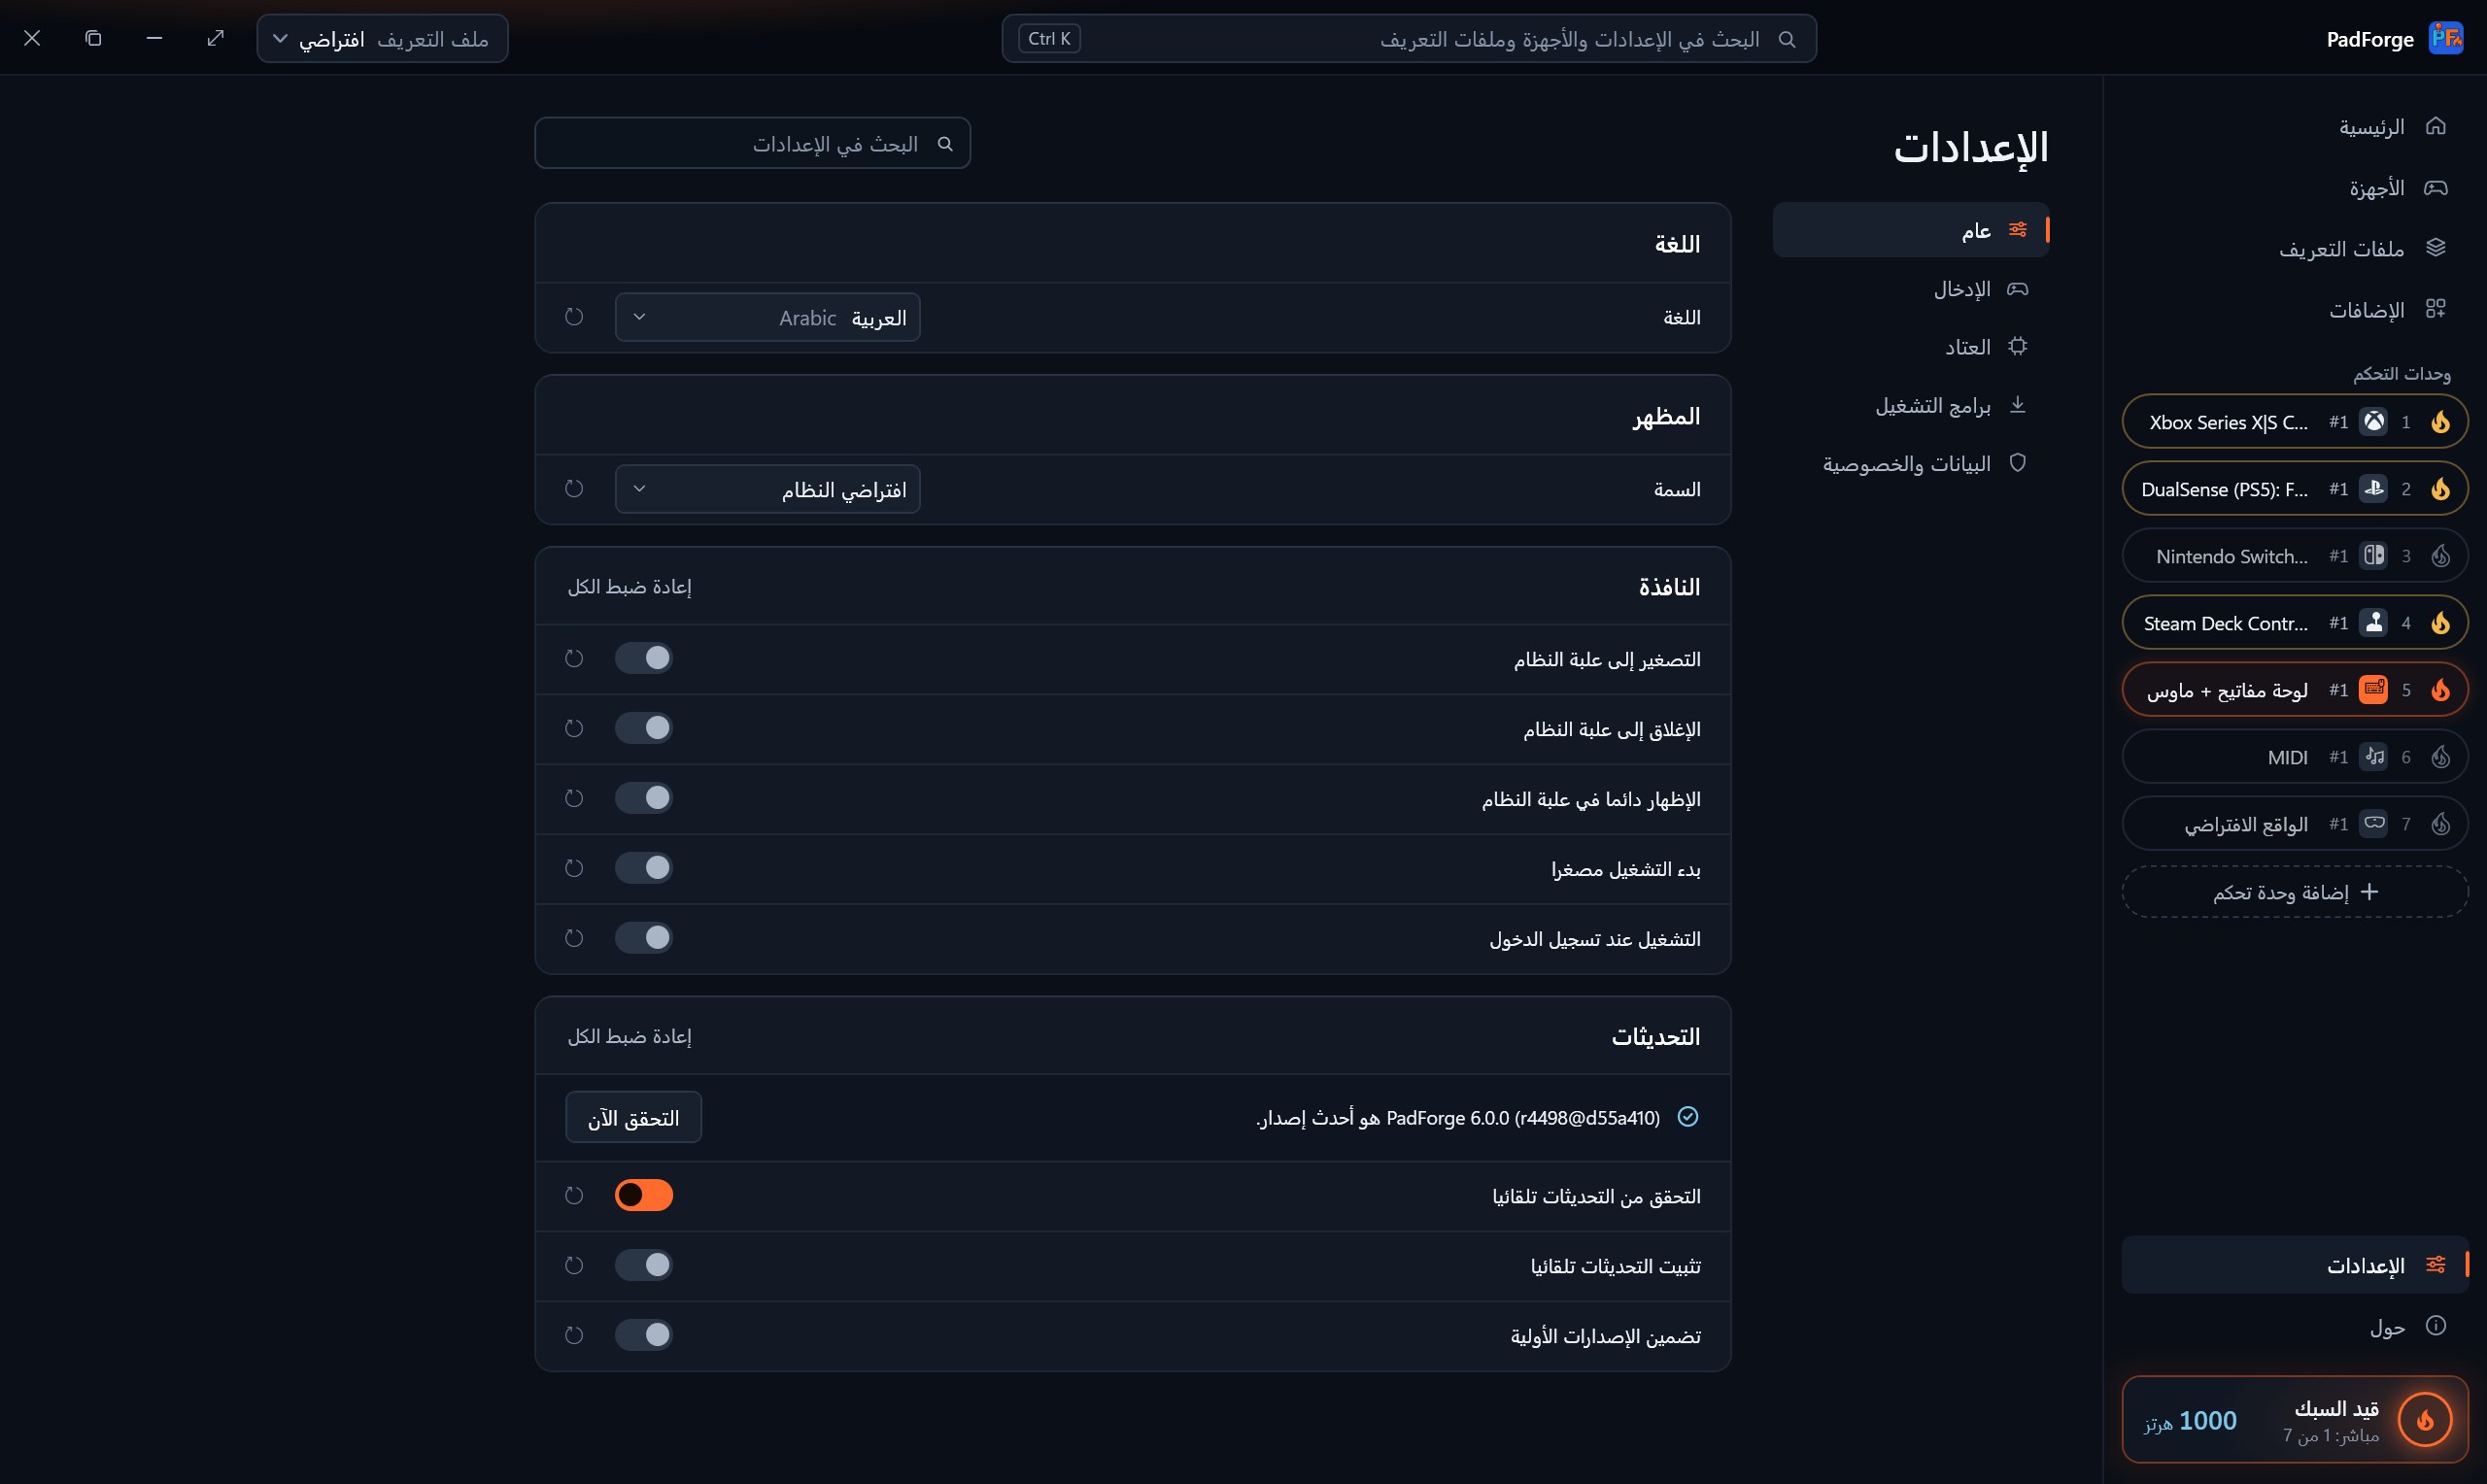 PadForge
البحث في الإعدادات والأجهزة وملفات التعريف
Ctrl K
ملف التعريف افتراضي
الرئيسية
الأجهزة
ملفات التعريف
الإضافات
وحدات التحكم
1 #1 Xbox Series X|S C...
2 #1 DualSense (PS5): F...
3 #1 Nintendo Switch...
4 #1 Steam Deck Contr...
5 #1 لوحة مفاتيح + ماوس
6 #1 MIDI
7 #1 الواقع الافتراضي
إضافة وحدة تحكم
الإعدادات
حول
قيد السبك
مباشر: 1 من 7
1000 هرتز
الإعدادات
البحث في الإعدادات
عام
الإدخال
العتاد
برامج التشغيل
البيانات والخصوصية
اللغة
اللغة
العربية Arabic
المظهر
السمة
افتراضي النظام
النافذة
إعادة ضبط الكل
التصغير إلى علبة النظام
الإغلاق إلى علبة النظام
الإظهار دائما في علبة النظام
بدء التشغيل مصغرا
التشغيل عند تسجيل الدخول
التحديثات
إعادة ضبط الكل
PadForge 6.0.0 (r4498@d55a410) هو أحدث إصدار.
التحقق الآن
التحقق من التحديثات تلقائيا
تثبيت التحديثات تلقائيا
تضمين الإصدارات الأولية